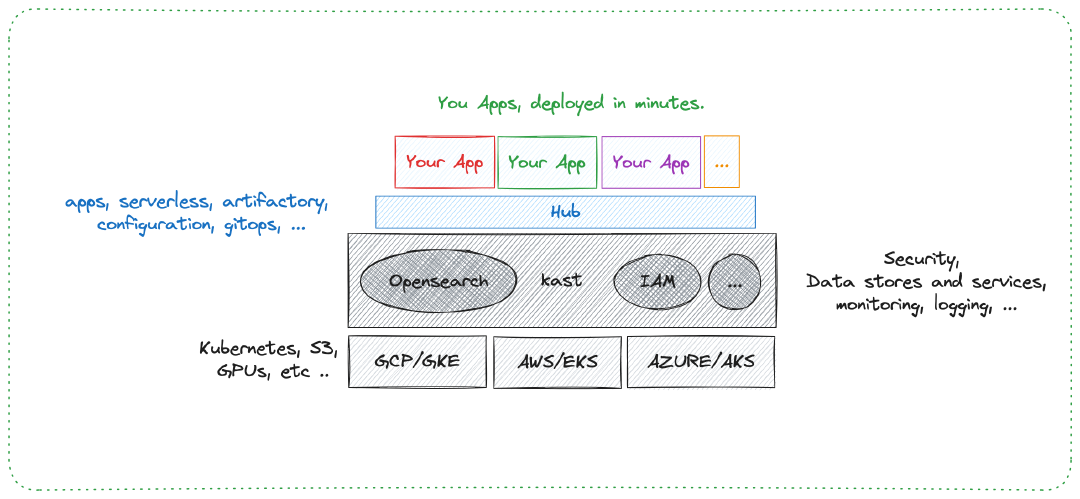 You Apps, deployed in minutes.
Your App
Your App
Your App
...
apps, serverless, artifactory,
configuration, gitops, ...
Hub
Opensearch
kast
IAM
...
Security,
Data stores and services,
monitoring, logging, ...
Kubernetes, S3,
GPUs, etc ..
GCP/GKE
AWS/EKS
AZURE/AKS